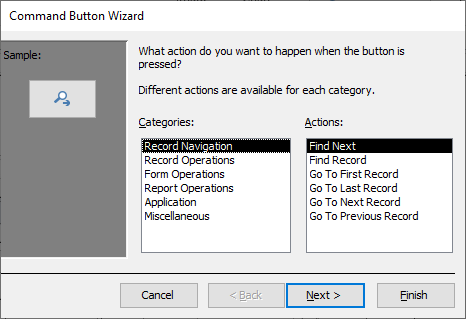 Command Button Wizard
Sample:
What action do you want to happen when the button is
pressed?
Different actions are available for each category.
Categories:
Actions:
Record Navigation
Record Operations
Form Operations
Report Operations
Application
Miscellaneous
Find Next
Find Record
Go To First Record
Go To Last Record
Go To Next Record
Go To Previous Record
Cancel
< Back
Next >
Finish